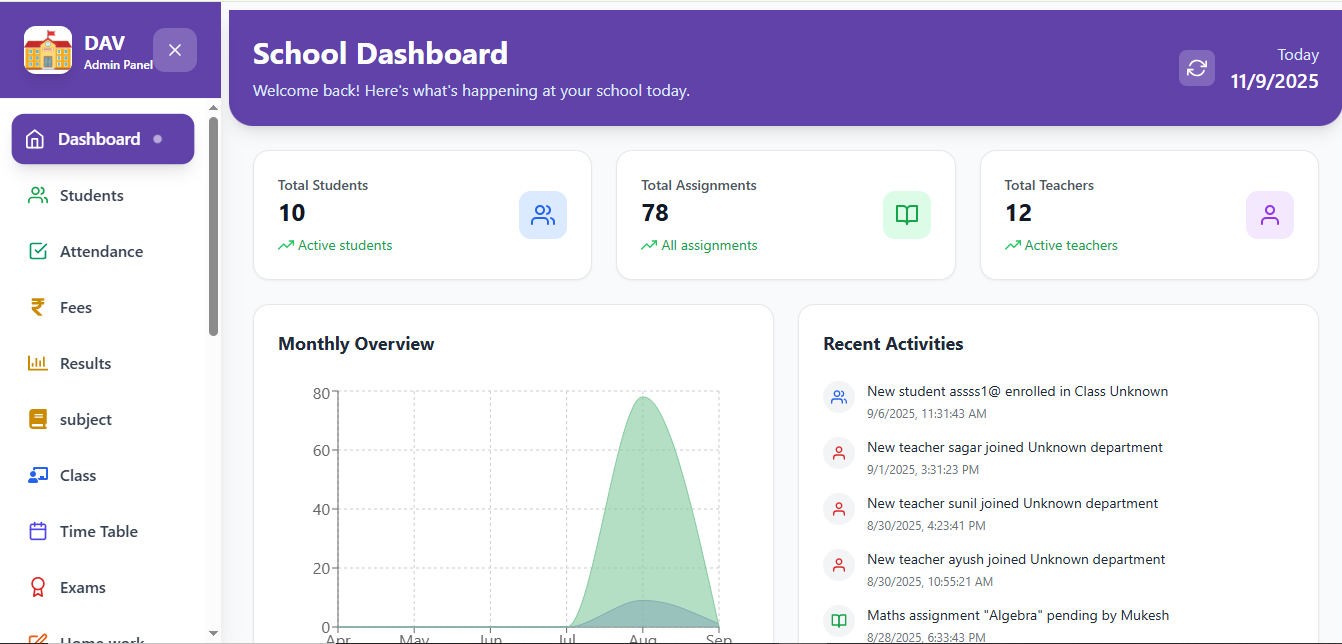 DAV
Admin Panel
Dashboard
Students
Attendance
Fees
Results
subject
Class
Time Table
Exams
Home work
School Dashboard
Welcome back! Here's what's happening at your school today.
Today
11/9/2025
Total Students
10
Active students
Total Assignments
78
All assignments
Total Teachers
12
Active teachers
Monthly Overview
80
60
40
20
0
Apr May Jun Jul Aug Sep
Recent Activities
New student assss1@ enrolled in Class Unknown
9/6/2025, 11:31:43 AM
New teacher sagar joined Unknown department
9/1/2025, 3:31:23 PM
New teacher sunil joined Unknown department
8/30/2025, 4:23:41 PM
New teacher ayush joined Unknown department
8/30/2025, 10:55:21 AM
Maths assignment "Algebra" pending by Mukesh
8/28/2025, 6:33:43 PM